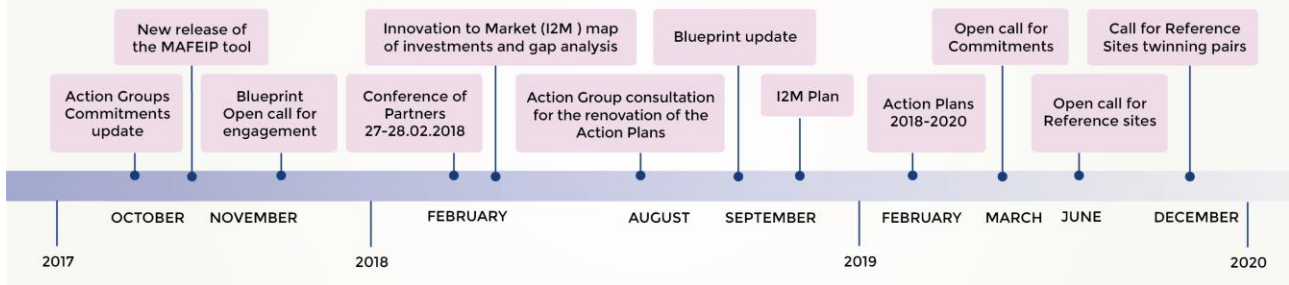 New release of
the MAFEIP tool
Innovation to Market (I2M ) map
of investments and gap analysis
Blueprint update
Open call for
Commitments
Call for Reference
Sites twinning pairs
Action Groups
Commitments
update
Blueprint
Open call for
engagement
Conference of
Partners
27-28.02.2018
Action Group consultation
for the renovation of the
Action Plans
I2M Plan
Action Plans
2018-2020
Open call for
Reference sites
OCTOBER
NOVEMBER
FEBRUARY
AUGUST
SEPTEMBER
FEBRUARY
MARCH
JUNE
DECEMBER
2017
2018
2019
2020